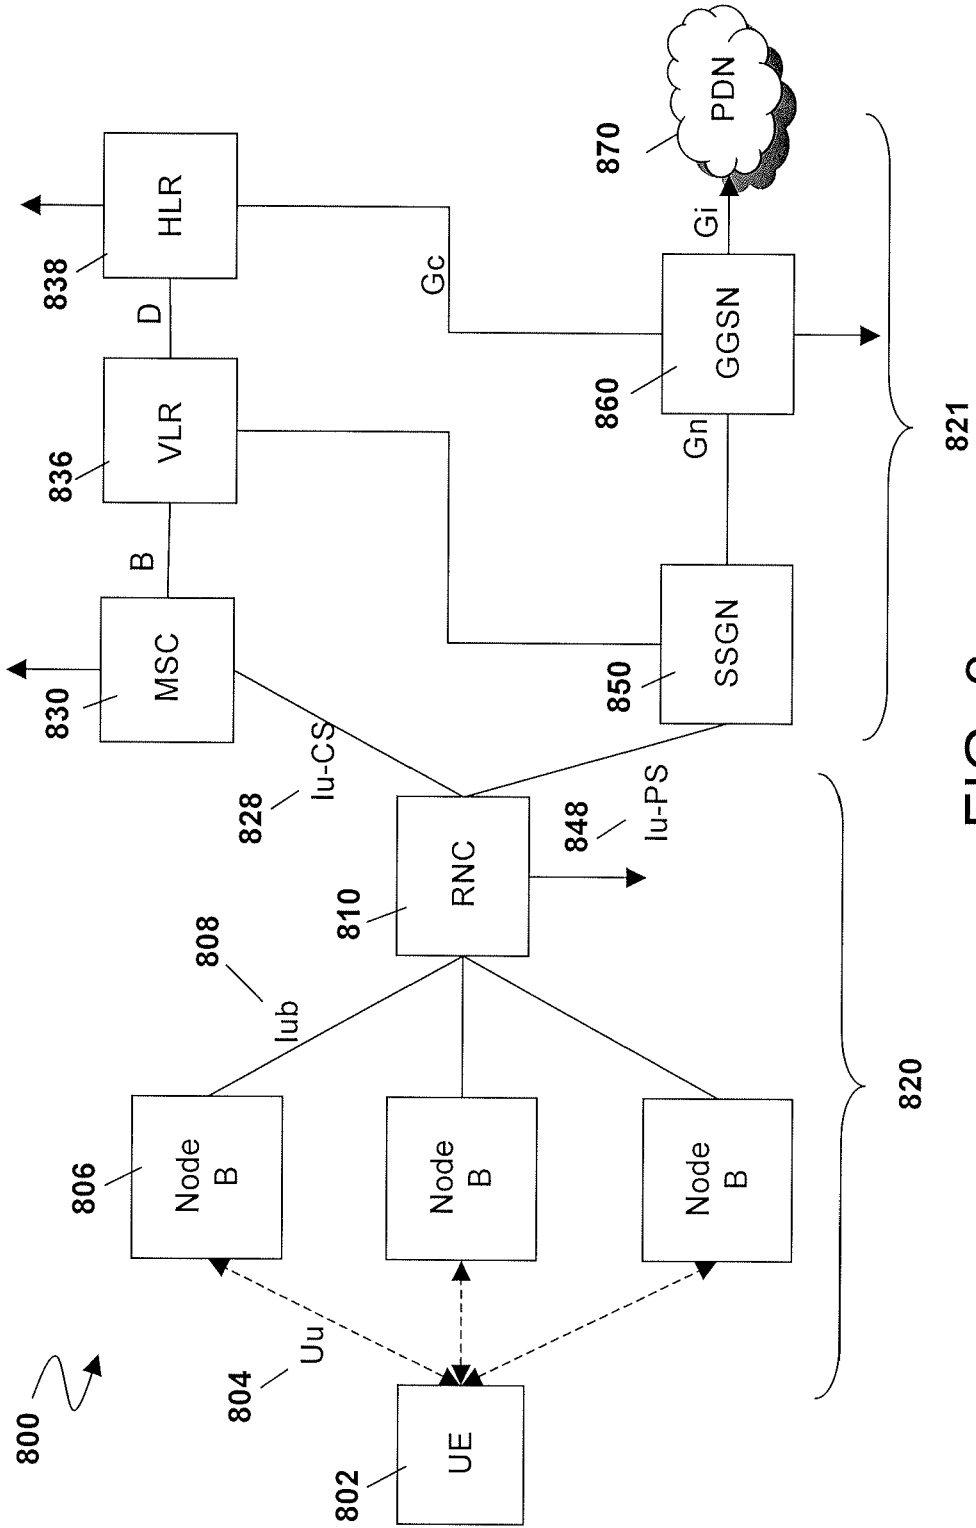 800
830
836
838
806
MSC
B
VLR
D
HLR
Node
B
804
Uu
808
Iub
828
Iu-CS
802
UE
Node
B
810
RNC
Gc
848
Iu-PS
850
860
870
Node
B
SSGN
Gn
GGSN
Gi
PDN
820
821
FIG